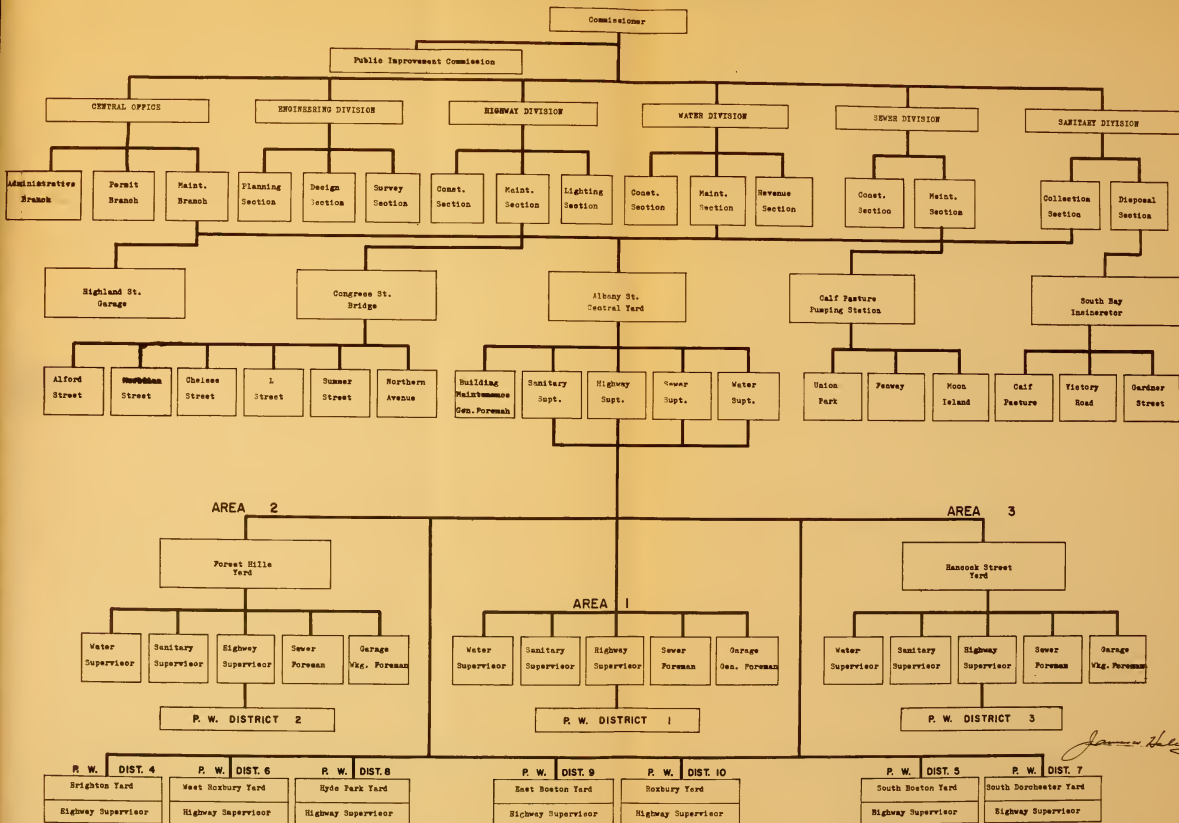 Commissioner
Public Improvement Commission
CENTRAL OFFICE
ENGINEERING DIVISION
HIGHWAY DIVISION
WATER DIVISION
SEWER DIVISION
SANITARY DIVISION
Administrative
Branch
Permit
Branch
Maint.
Branch
Planning
Section
Design
Section
Survey
Section
Const.
Section
Maint.
Section
Lighting
Section
Const.
Section
Maint.
Section
Revenue
Section
Const.
Section
Maint.
Section
Collection
Section
Disposal
Section
Highland St.
Garage
Congress St.
Bridge
Albany St.
Central Yard
Calf Pasture
Pumping Station
South Bay
Insinerator
Alford
Street
Street
Chelsea
Street
L
Street
Summer
Street
Northern
Avenue
Building
Maintenance
Gen. Foreman
Sanitary
Supt.
Highway
Supt.
Sewer
Supt.
Water
Supt.
Union
Park
Fenway
Moon
Island
Calf
Pasture
Victory
Road
Gardner
Street
AREA 2
AREA 3
Forest Hills
Yard
Hancock Street
Yard
AREA 1
Water
Supervisor
Sanitary
Supervisor
Highway
Supervisor
Sewer
Foreman
Garage
Wkg. Foreman
Water
Supervisor
Sanitary
Supervisor
Highway
Supervisor
Sewer
Foreman
Garage
Gen. Foreman
Water
Supervisor
Sanitary
Supervisor
Highway
Supervisor
Sewer
Foreman
Garage
Wkg. Foreman
P. W. DISTRICT 2
P. W. DISTRICT 1
P. W. DISTRICT 3
P. W. DIST. 4
Brighton Yard
Highway Supervisor
P. W. DIST. 6
West Roxbury Yard
Highway Supervisor
P. W. DIST. 8
Hyde Park Yard
Highway Supervisor
P. W. DIST. 9
East Boston Yard
Highway Supervisor
P. W. DIST. 10
Roxbury Yard
Highway Supervisor
P. W. DIST. 5
South Boston Yard
Highway Supervisor
P. W. DIST. 7
South Dorchester Yard
Highway Supervisor